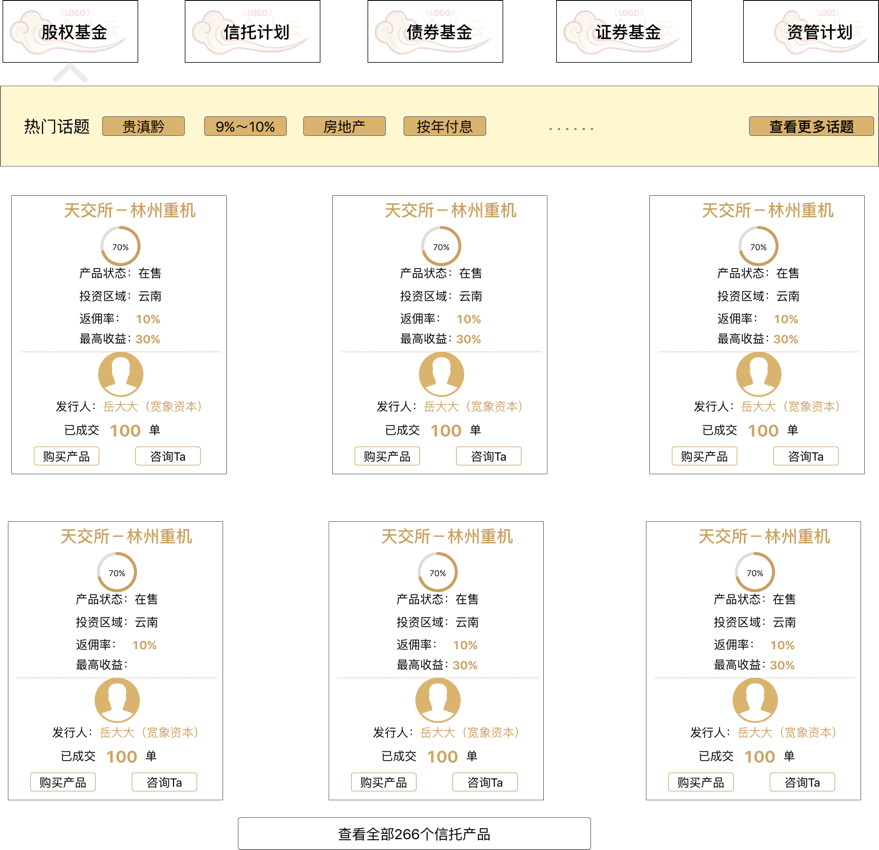 (LOGO) (LOGO) (LOGO) (LOGO) (LOGO)
股权基金 信托计划 债券基金 证券基金 资管计划
热门话题 贵滇黔 9%～10% 房地产 按年付息 ······ 查看更多话题
天交所－林州重机 天交所－林州重机 天交所－林州重机
70% 70% 70%
产品状态：在售 产品状态：在售 产品状态：在售
投资区域：云南 投资区域：云南 投资区域：云南
返佣率： 10% 返佣率： 10% 返佣率： 10%
最高收益：30% 最高收益：30% 最高收益：30%
发行人：岳大大（宽象资本） 发行人：岳大大（宽象资本） 发行人：岳大大（宽象资本）
已成交 100 单 已成交 100 单 已成交 100 单
购买产品 咨询Ta 购买产品 咨询Ta 购买产品 咨询Ta
天交所－林州重机 天交所－林州重机 天交所－林州重机
70% 70% 70%
产品状态：在售 产品状态：在售 产品状态：在售
投资区域：云南 投资区域：云南 投资区域：云南
返佣率： 10% 返佣率： 10% 返佣率： 10%
最高收益： 最高收益：30% 最高收益：30%
发行人：岳大大（宽象资本） 发行人：岳大大（宽象资本） 发行人：岳大大（宽象资本）
已成交 100 单 已成交 100 单 已成交 100 单
购买产品 咨询Ta 购买产品 咨询Ta 购买产品 咨询Ta
查看全部266个信托产品